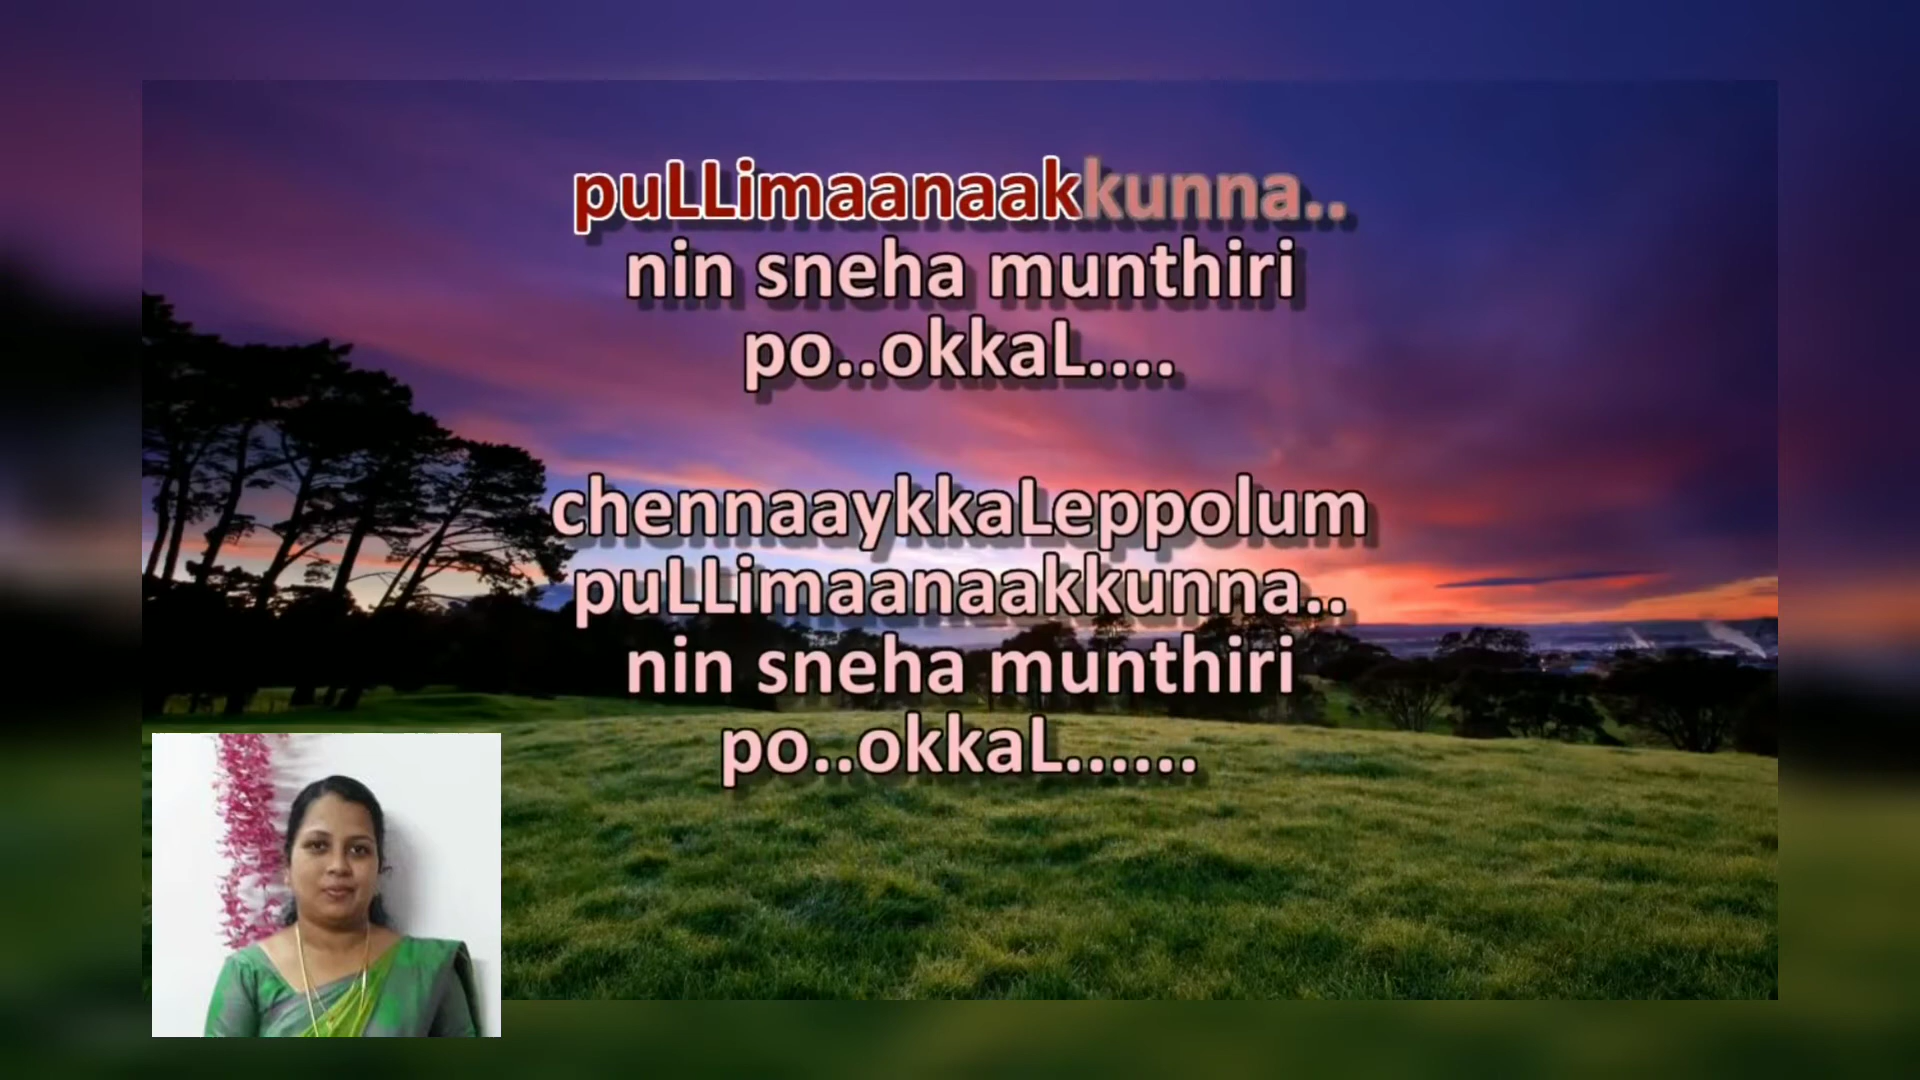 puLLimaanaakkunna..
nin sneha munthiri
po..okkaL....
chennaaykkaLeppolum
puLLimaanaakkunna..
nin sneha munthiri
po..okkaL......